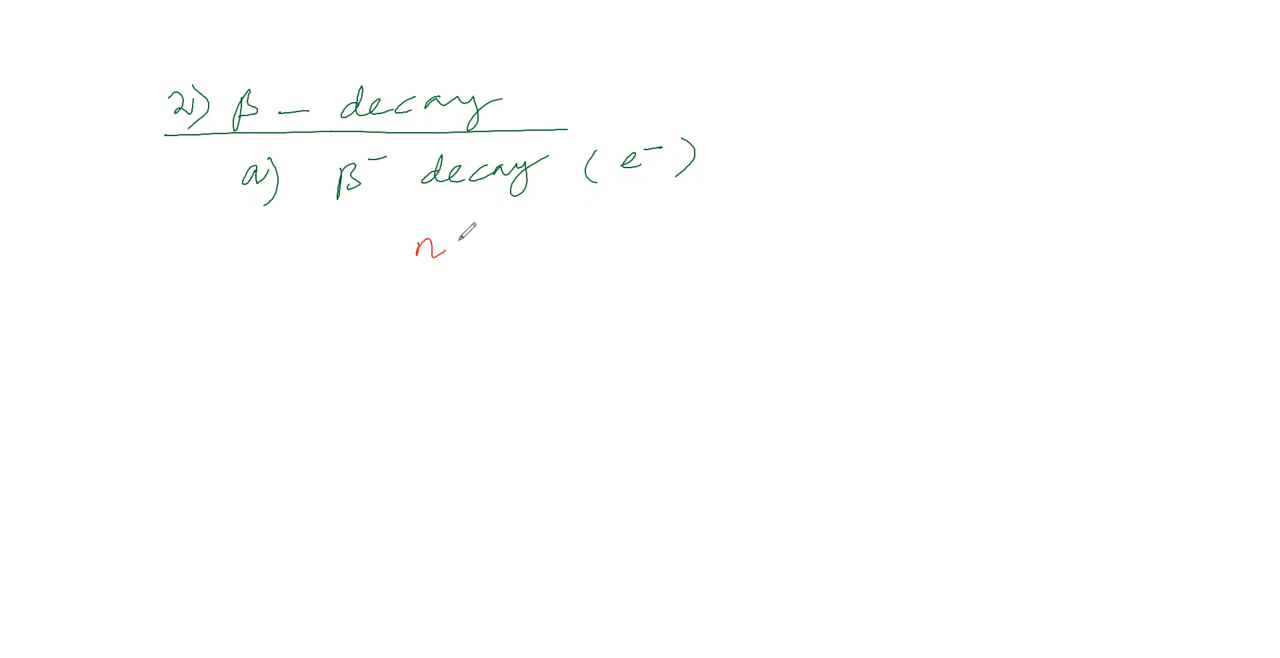 2) β – decay
a) β⁻ decay (e⁻)
n